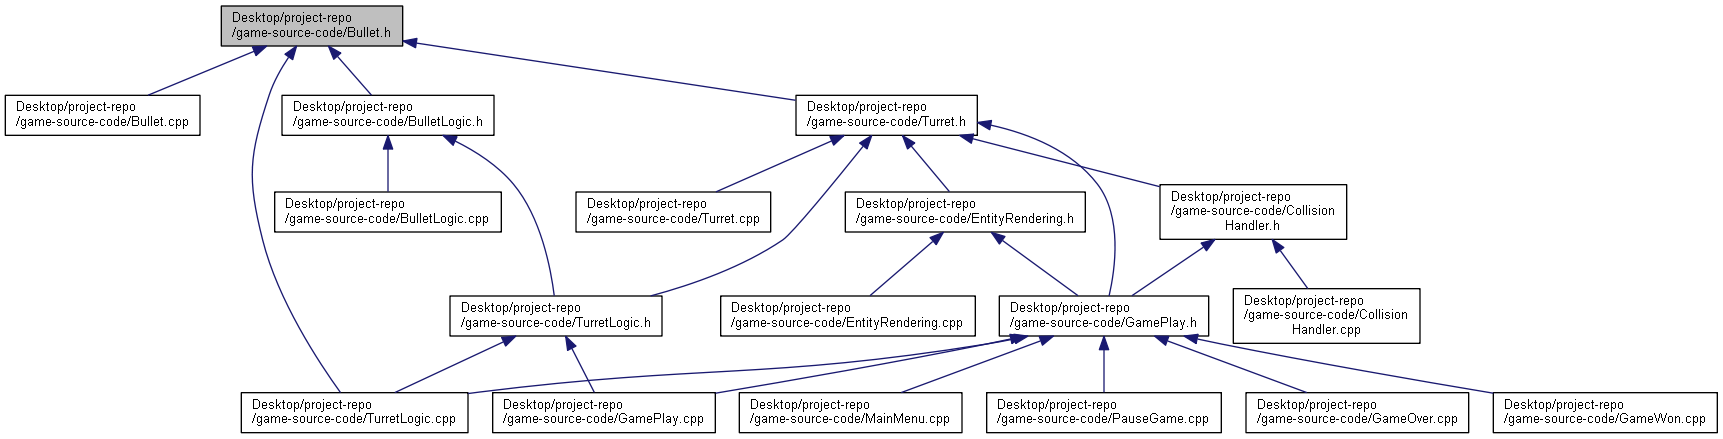 Desktop/project-repo
/game-source-code/Bullet.h
Desktop/project-repo
/game-source-code/Bullet.cpp
Desktop/project-repo
/game-source-code/BulletLogic.h
Desktop/project-repo
/game-source-code/Turret.h
Desktop/project-repo
/game-source-code/BulletLogic.cpp
Desktop/project-repo
/game-source-code/Turret.cpp
Desktop/project-repo
/game-source-code/EntityRendering.h
Desktop/project-repo
/game-source-code/Collision
Handler.h
Desktop/project-repo
/game-source-code/TurretLogic.h
Desktop/project-repo
/game-source-code/EntityRendering.cpp
Desktop/project-repo
/game-source-code/GamePlay.h
Desktop/project-repo
/game-source-code/Collision
Handler.cpp
Desktop/project-repo
/game-source-code/TurretLogic.cpp
Desktop/project-repo
/game-source-code/GamePlay.cpp
Desktop/project-repo
/game-source-code/MainMenu.cpp
Desktop/project-repo
/game-source-code/PauseGame.cpp
Desktop/project-repo
/game-source-code/GameOver.cpp
Desktop/project-repo
/game-source-code/GameWon.cpp